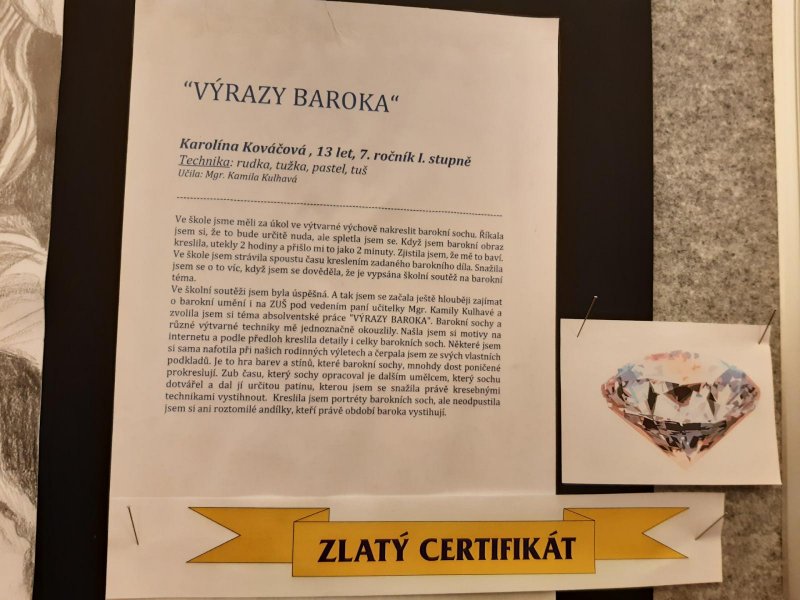 “VÝRAZY BAROKA“
Karolína Kováčová , 13 let, 7. ročník I. stupně
Technika: rudka, tužka, pastel, tuš
Učila: Mgr. Kamila Kulhavá
Ve škole jsme měli za úkol ve výtvarné výchově nakreslit barokní sochu. Říkala
jsem si, že to bude určitě nuda, ale spletla jsem se. Když jsem barokní obraz
kreslila, utekly 2 hodiny a přišlo mi to jako 2 minuty. Zjistila jsem, že mě to baví.
Ve škole jsem strávila spoustu času kreslením zadaného barokního díla. Snažila
jsem se o to víc, když jsem se dověděla, že je vypsána školní soutěž na barokní
téma.
Ve školní soutěži jsem byla úspěšná. A tak jsem se začala ještě hlouběji zajímat
o barokní umění i na ZUŠ pod vedením paní učitelky Mgr. Kamily Kulhavé a
zvolila jsem si téma absolventské práce "VÝRAZY BAROKA". Barokní sochy a
různé výtvarné techniky mě jednoznačně okouzlily. Našla jsem si motivy na
internetu a podle předloh kreslila detaily i celky barokních soch. Některé jsem
si sama nafotila při našich rodinných výletech a čerpala jsem ze svých vlastních
podkladů. Je to hra barev a stínů, které barokní sochy, mnohdy dost poničené
prokreslují. Zub času, který sochy opracoval je dalším umělcem, který sochu
dotvářel a dal jí určitou patinu, kterou jsem se snažila právě kresebnými
technikami vystihnout. Kreslila jsem portréty barokních soch, ale neodpustila
jsem si ani roztomilé andílky, kteří právě období baroka vystihují.
ZLATÝ CERTIFIKÁT